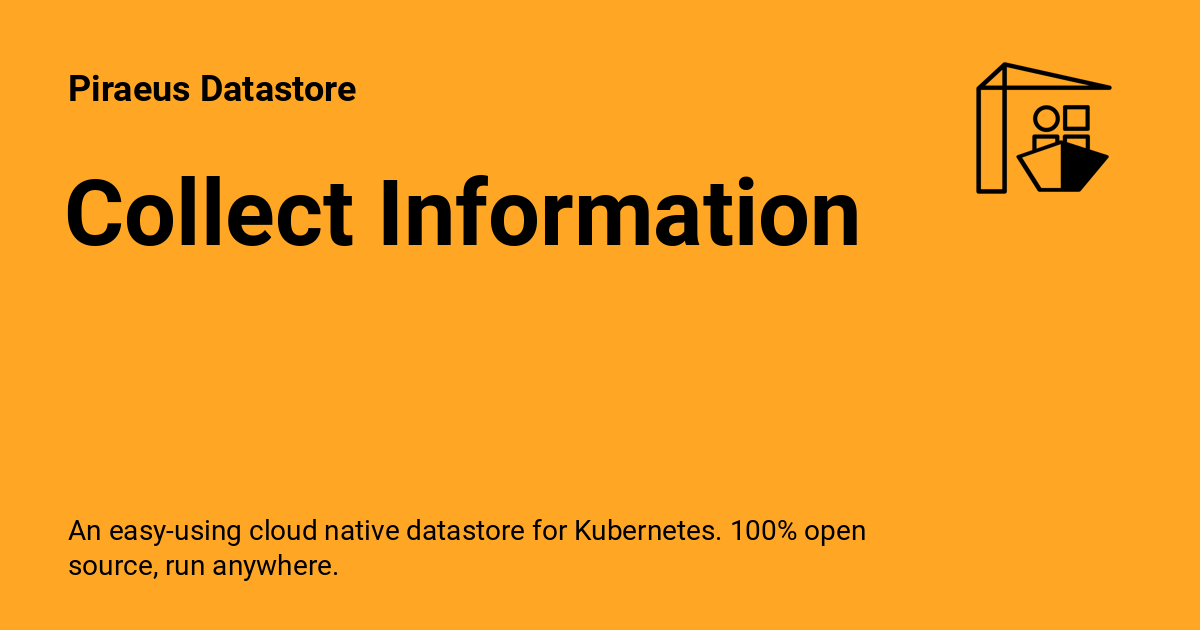 Piraeus Datastore
Collect Information
An easy-using cloud native datastore for Kubernetes. 100% open
source, run anywhere.